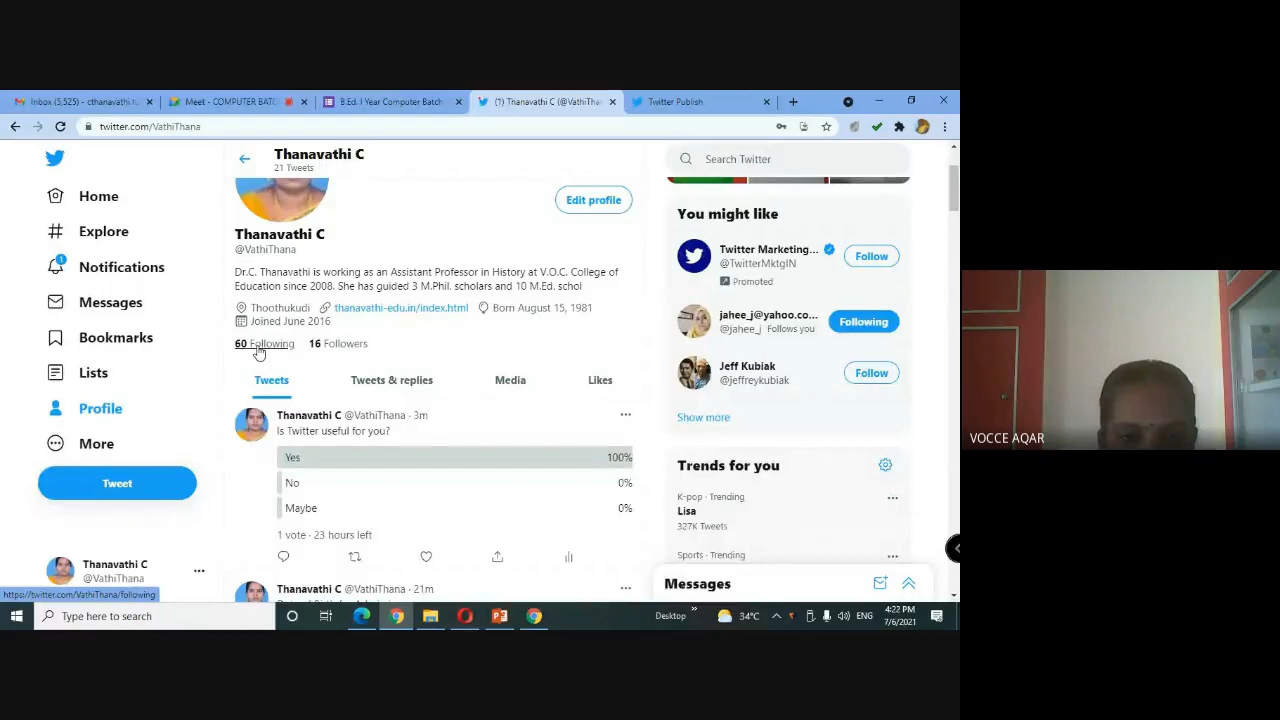 Inbox (5,525) - cthanavathi.t
Meet - COMPUTER BATC
B.Ed. I Year Computer Batch
(1) Thanavathi C (@VathiThan
Twitter Publish
twitter.com/VathiThana
Thanavathi C
21 Tweets
Search Twitter
Home
Explore
1
Notifications
Messages
Bookmarks
Lists
Profile
More
Tweet
Thanavathi C
@VathiThana
Edit profile
Thanavathi C
@VathiThana
Dr.C. Thanavathi is working as an Assistant Professor in History at V.O.C. College of
Education since 2008. She has guided 3 M.Phil. scholars and 10 M.Ed. schol
Thoothukudi thanavathi-edu.in/index.html Born August 15, 1981
Joined June 2016
60 Following 16 Followers
Tweets Tweets & replies Media Likes
Thanavathi C @VathiThana · 3m
Is Twitter useful for you?
Yes 100%
No 0%
Maybe 0%
1 vote · 23 hours left
Thanavathi C @VathiThana · 21m
You might like
Twitter Marketing...
@TwitterMktgIN
Follow
Promoted
jahee_j@yahoo.co...
@jahee_j Follows you
Following
Jeff Kubiak
@jeffreykubiak
Follow
Show more
Trends for you
K-pop · Trending
Lisa
327K Tweets
Sports · Trending
Messages
https://twitter.com/VathiThana/following
Type here to search
Desktop
34°C
ENG
4:22 PM
7/6/2021
VOCCE AQAR